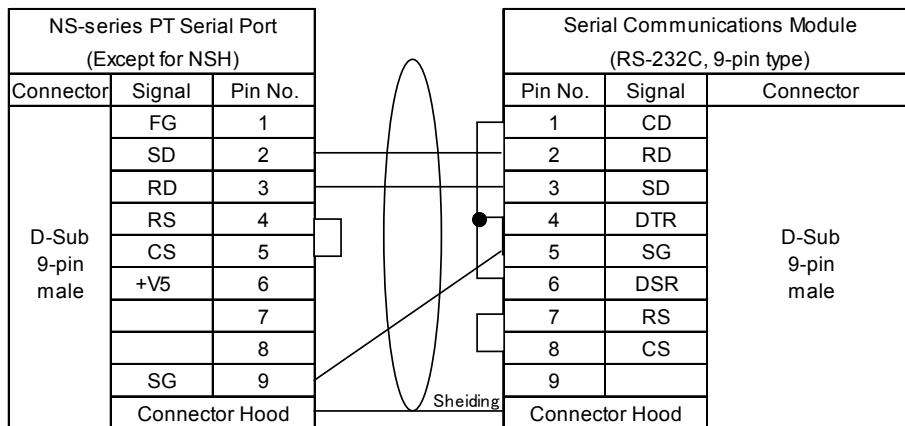 NS-series PT Serial Port
(Except for NSH)
Serial Communications Module
(RS-232C, 9-pin type)
Connector Signal Pin No. Pin No. Signal Connector
FG 1 1 CD
SD 2 2 RD
RD 3 3 SD
RS 4 4 DTR
D-Sub 9-pin male CS 5 5 SG D-Sub 9-pin male
+V5 6 6 DSR
7 7 RS
8 8 CS
SG 9 9
Connector Hood Sheiding Connector Hood